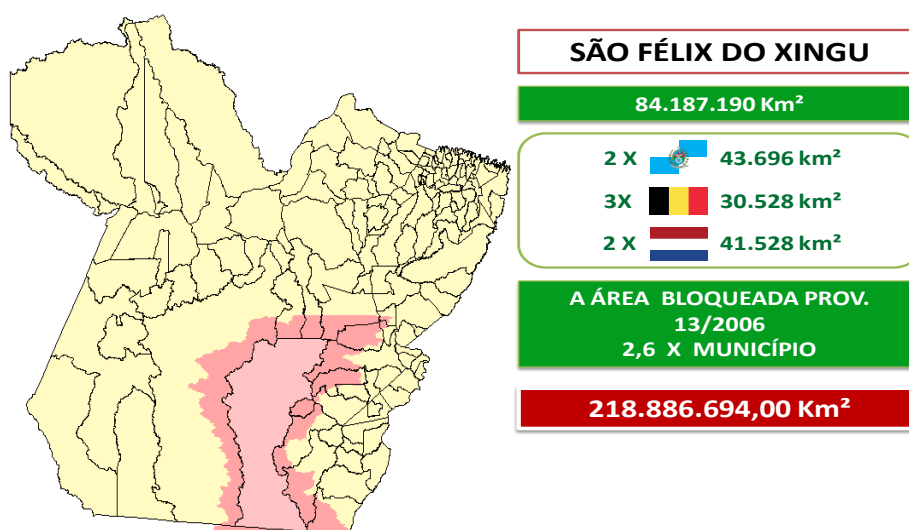 SÃO FÉLIX DO XINGU
84.187.190 Km²
2 X 43.696 km²
3X 30.528 km²
2 X 41.528 km²
A ÁREA BLOQUEADA PROV.
13/2006
2,6 X MUNICÍPIO
218.886.694,00 Km²